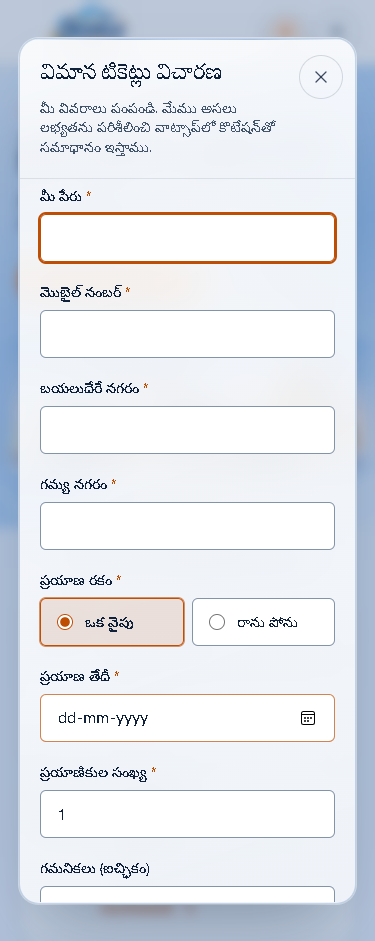 విమాన టికెట్లు విచారణ
మీ వివరాలు పంపండి. మేము అసలు
లభ్యతను పరిశీలించి వాట్సాప్‌లో కొటేషన్‌తో
సమాధానం ఇస్తాము.
మీ పేరు *
మొబైల్ నంబర్ *
బయలుదేరే నగరం *
గమ్య నగరం *
ప్రయాణ రకం *
ఒక వైపు
రాను పోను
ప్రయాణ తేదీ *
dd-mm-yyyy
ప్రయాణికుల సంఖ్య *
1
గమనికలు (ఐచ్ఛికం)